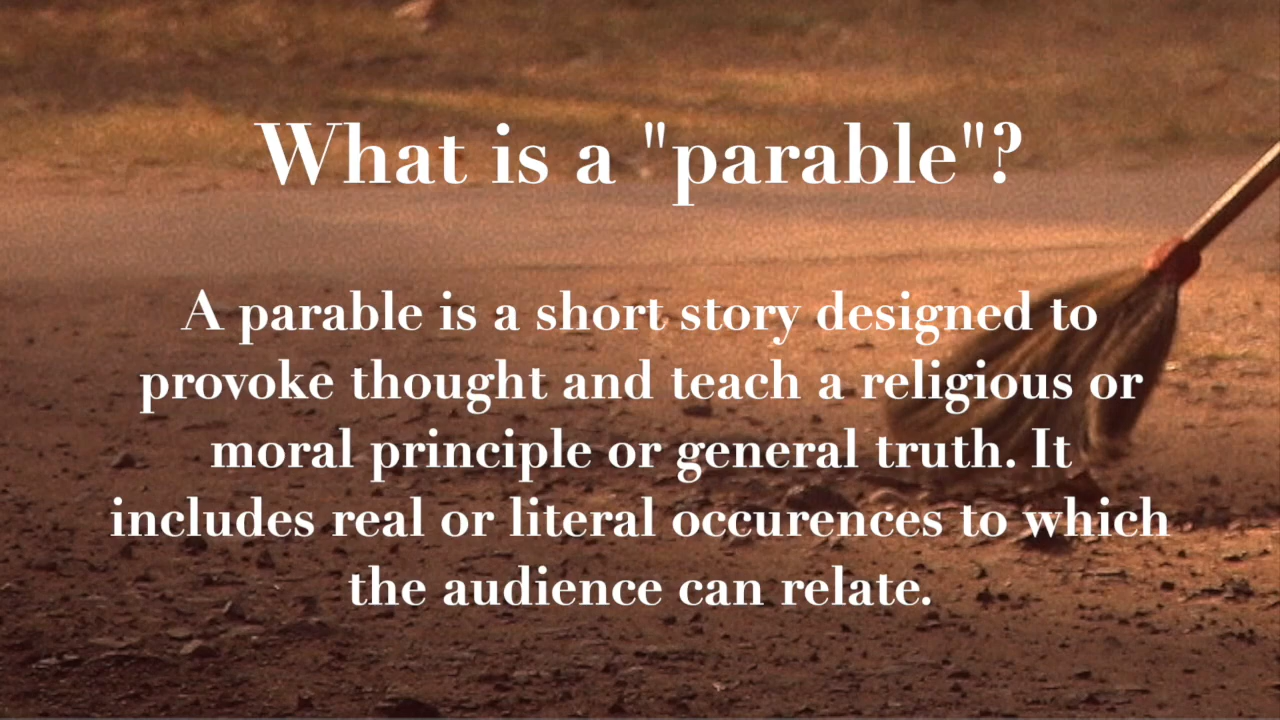 What is a "parable"?
A parable is a short story designed to
provoke thought and teach a religious or
moral principle or general truth. It
includes real or literal occurences to which
the audience can relate.